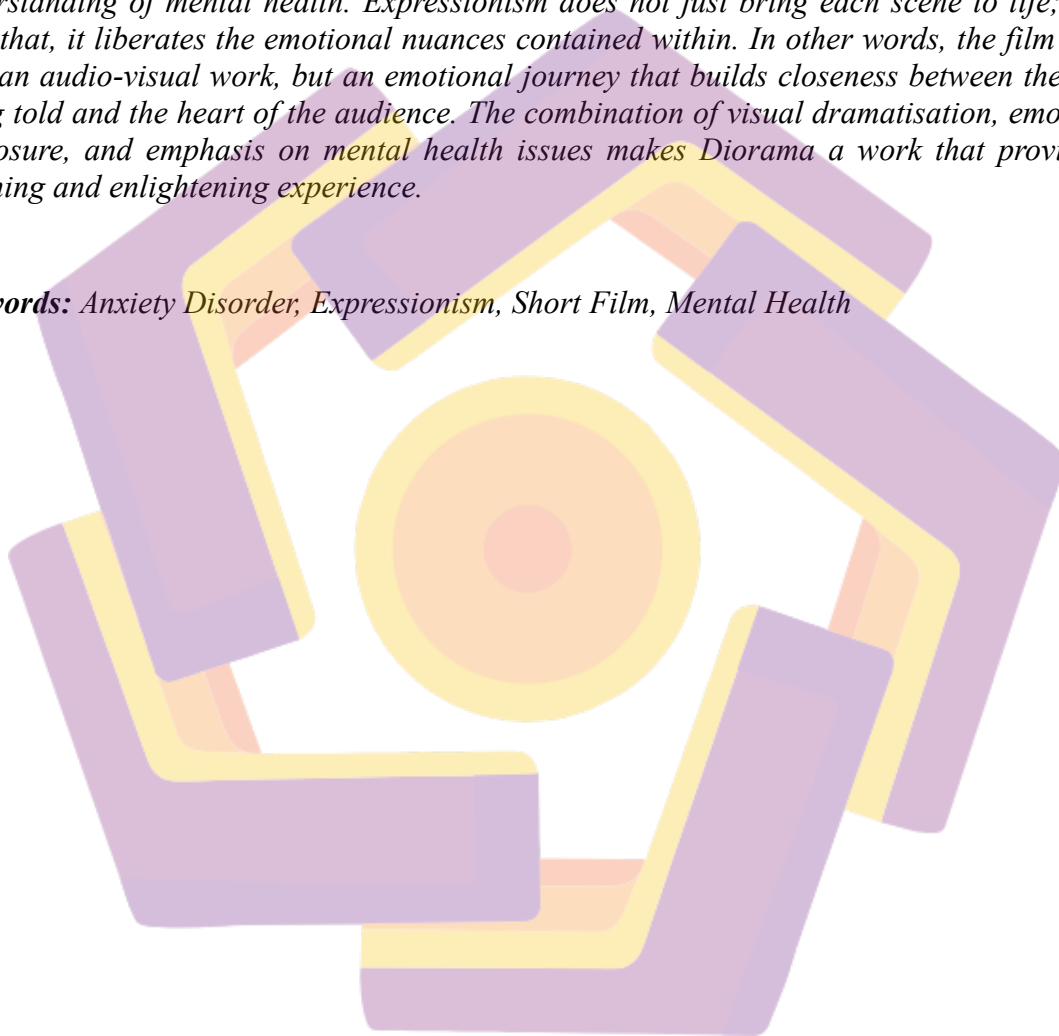 understanding of mental health. Expressionism does not just bring each scene to life;
that, it liberates the emotional nuances contained within. In other words, the film
an audio-visual work, but an emotional journey that builds closeness between the
told and the heart of the audience. The combination of visual dramatisation, emo
osure, and emphasis on mental health issues makes Diorama a work that provi
ning and enlightening experience.
words: Anxiety Disorder, Expressionism, Short Film, Mental Health